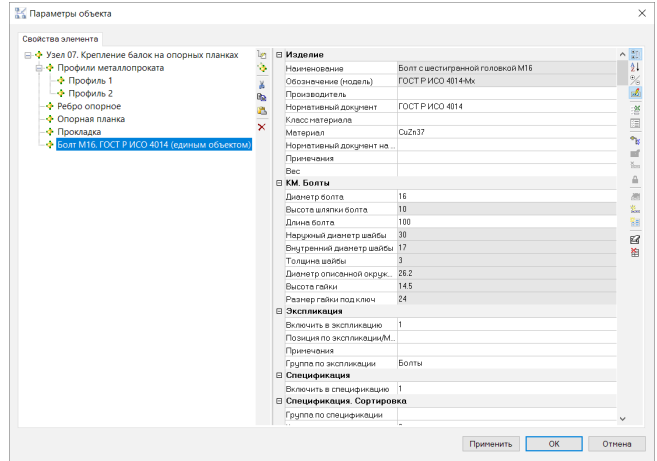 Параметры объекта
Свойства элемента
Узел 07. Крепление балок на опорных планках
Профили металлопроката
Профиль 1
Профиль 2
Ребро опорное
Опорная планка
Прокладка
Болт М16. ГОСТ Р ИСО 4014 (единым объектом)
Изделие
Наименование Болт с шестигранной головкой М16
Обозначение (модель) ГОСТ Р ИСО 4014-Мх
Производитель
Нормативный документ ГОСТ Р ИСО 4014
Класс материала
Материал CuZn37
Нормативный документ на ...
Примечания
Вес
КМ. Болты
Диаметр болта 16
Высота шляпки болта 10
Длина болта 100
Наружный диаметр шайбы 30
Внутренний диаметр шайбы 17
Толщина шайбы 3
Диаметр описанной окруж... 26.2
Высота гайки 14.5
Размер гайки под ключ 24
Экспликация
Включить в экспликацию 1
Позиция по экспликации/М...
Примечания
Группа по экспликации Болты
Спецификация
Включить в спецификацию 1
Спецификация. Сортировка
Группа по спецификации
Применить ОК Отмена